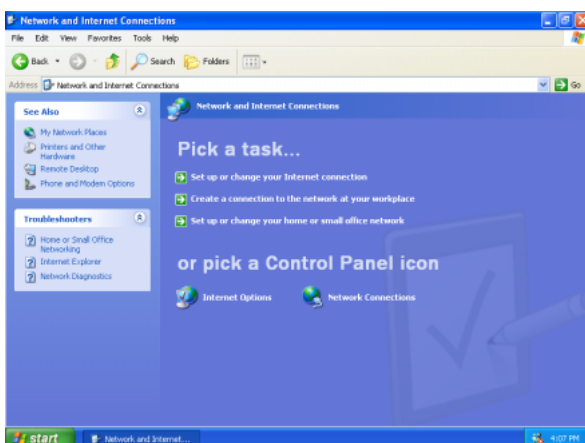 Network and Internet Connections
File Edit View Favorites Tools Help
Back Search Folders
Address Network and Internet Connections Go
See Also
My Network Places
Printers and Other
Hardware
Remote Desktop
Phone and Modem Options
Troubleshooters
Home or Small Office
Networking
Internet Explorer
Network Diagnostics
Network and Internet Connections
Pick a task...
Set up or change your Internet connection
Create a connection to the network at your workplace
Set up or change your home or small office network
or pick a Control Panel icon
Internet Options Network Connections
start Network and Internet... 4:07 PM